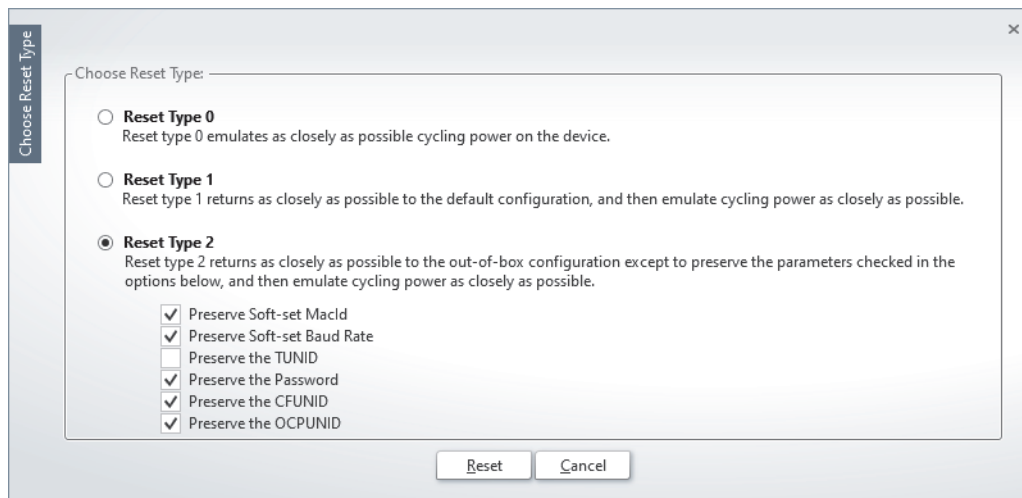 Choose Reset Type
Choose Reset Type:
Reset Type 0
Reset type 0 emulates as closely as possible cycling power on the device.
Reset Type 1
Reset type 1 returns as closely as possible to the default configuration, and then emulate cycling power as closely as possible.
Reset Type 2
Reset type 2 returns as closely as possible to the out-of-box configuration except to preserve the parameters checked in the
options below, and then emulate cycling power as closely as possible.
Preserve Soft-set MacId
Preserve Soft-set Baud Rate
Preserve the TUNID
Preserve the Password
Preserve the CFUNID
Preserve the OCPUNID
Reset Cancel